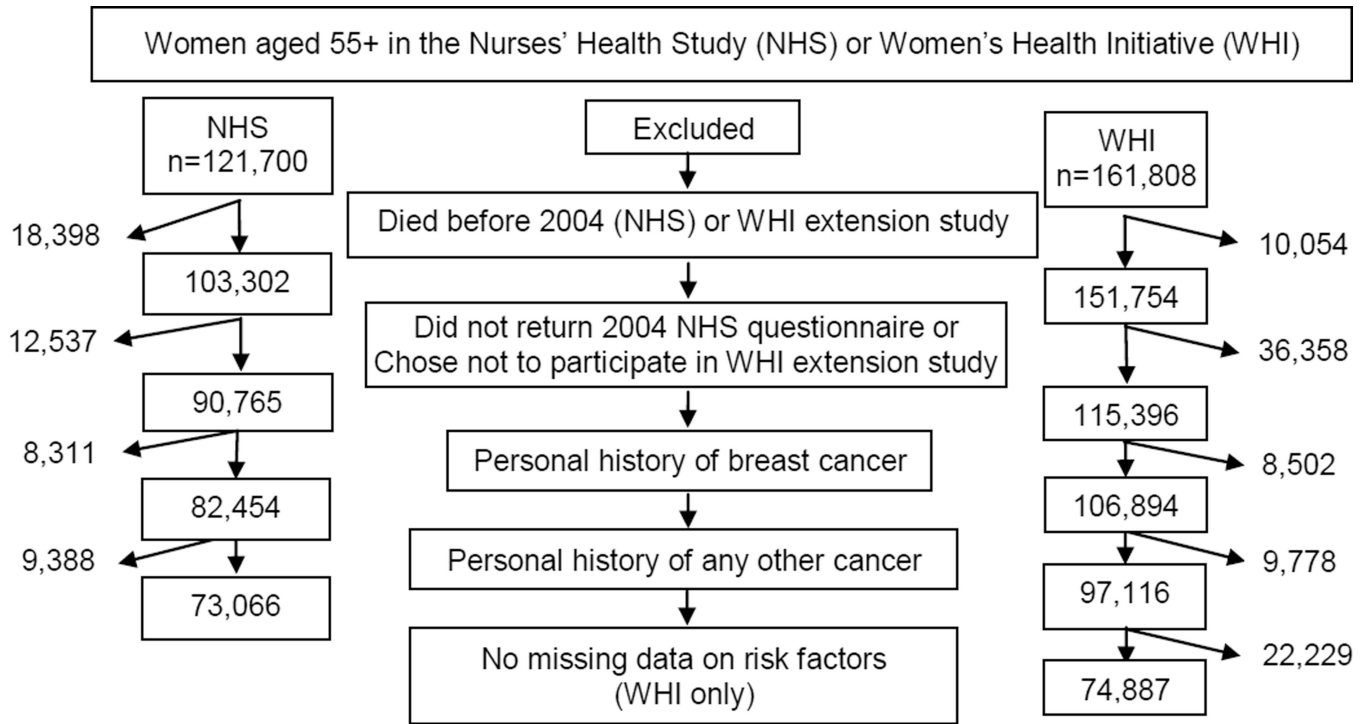 Women aged 55+ in the Nurses’ Health Study (NHS) or Women’s Health Initiative (WHI)
NHS
n=121,700
Excluded
WHI
n=161,808
18,398
Died before 2004 (NHS) or WHI extension study
10,054
103,302
151,754
12,537
Did not return 2004 NHS questionnaire or
Chose not to participate in WHI extension study
36,358
90,765
115,396
8,311
Personal history of breast cancer
8,502
82,454
106,894
9,388
Personal history of any other cancer
9,778
73,066
97,116
No missing data on risk factors
(WHI only)
22,229
74,887